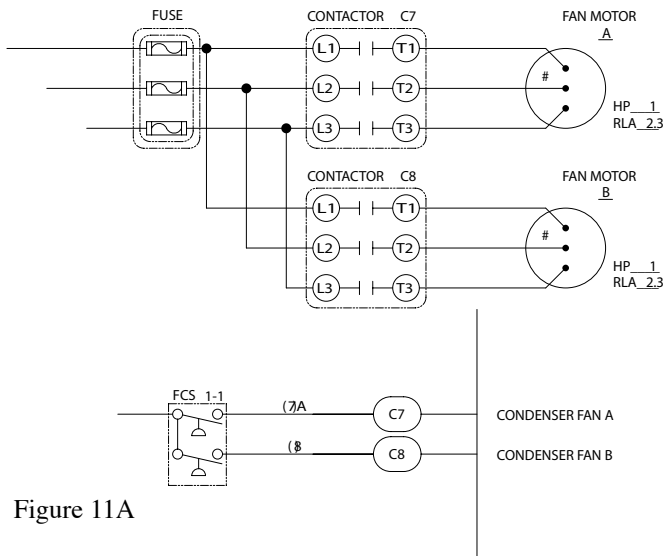 FUSE
CONTACTOR C7
FAN MOTOR
A
L1 T1
L2 T2
L3 T3
#
HP 1
RLA 2.3
CONTACTOR C8
FAN MOTOR
B
L1 T1
L2 T2
L3 T3
#
HP 1
RLA 2.3
FCS 1-1
(7)A
C7
CONDENSER FAN A
C8
CONDENSER FAN B
Figure 11A